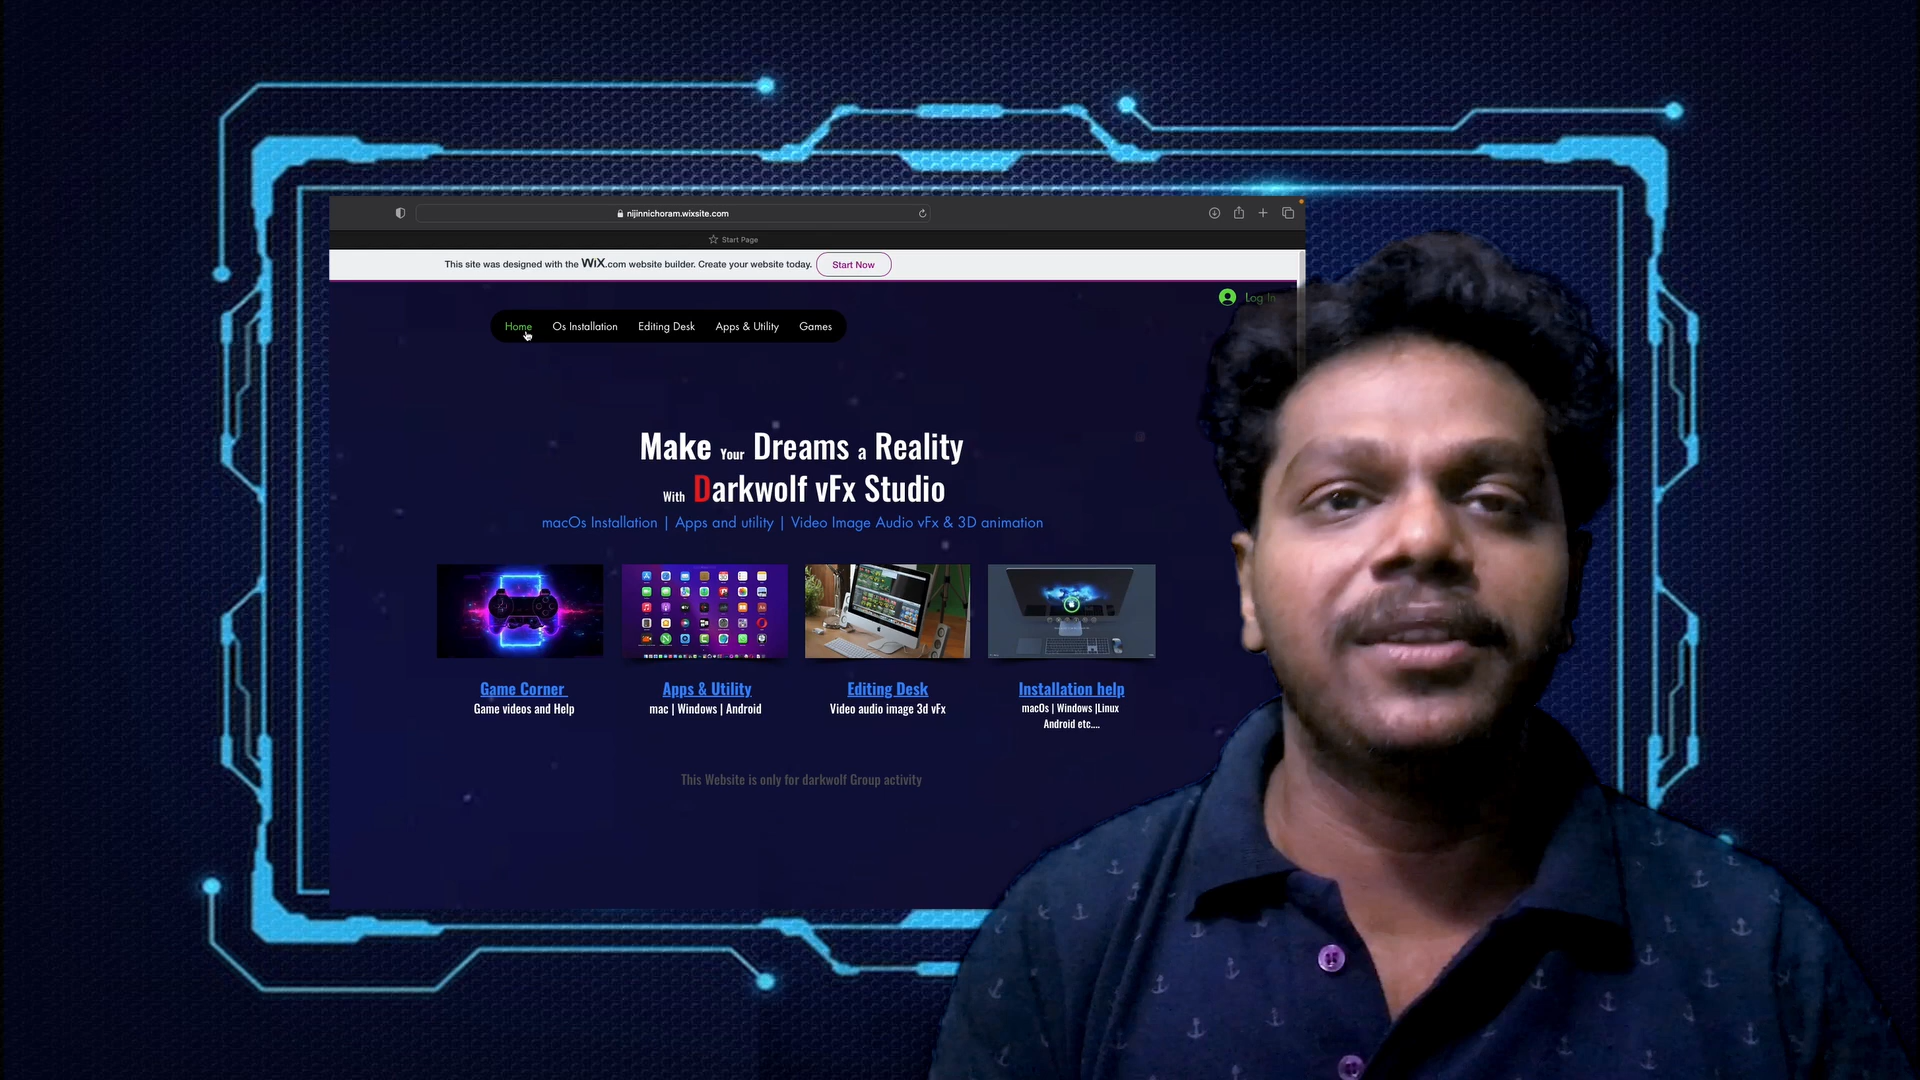 nijinnichoram.wixsite.com
Start Page
This site was designed with the WiX.com website builder. Create your website today.
Start Now
Log In
Home
Os Installation
Editing Desk
Apps & Utility
Games
Make Your Dreams a Reality
With Darkwolf vFx Studio
macOs Installation | Apps and utility | Video Image Audio vFx & 3D animation
Game Corner
Game videos and Help
Apps & Utility
mac | Windows | Android
Editing Desk
Video audio image 3d vFx
Installation help
macOs | Windows |Linux
Android etc....
This Website is only for darkwolf Group activity